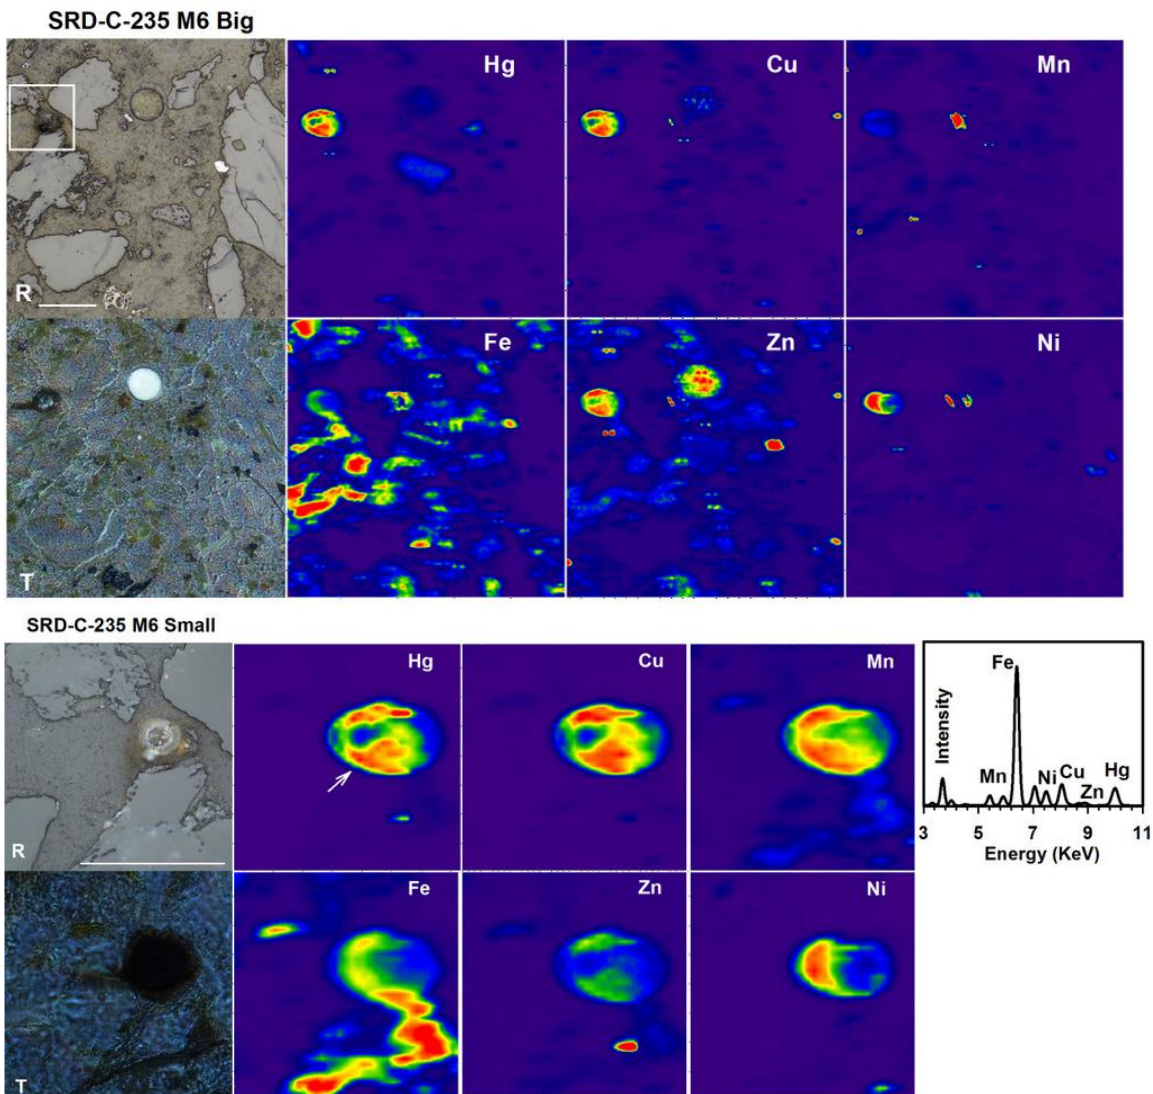 SRD-C-235 M6 Big
Hg
Cu
Mn
R
Fe
Zn
Ni
T
SRD-C-235 M6 Small
Hg
Cu
Mn
R
Fe
Zn
Ni
T
Fe
Intensity
Mn
Ni
Cu
Zn
Hg
3 5 7 9 11
Energy (KeV)